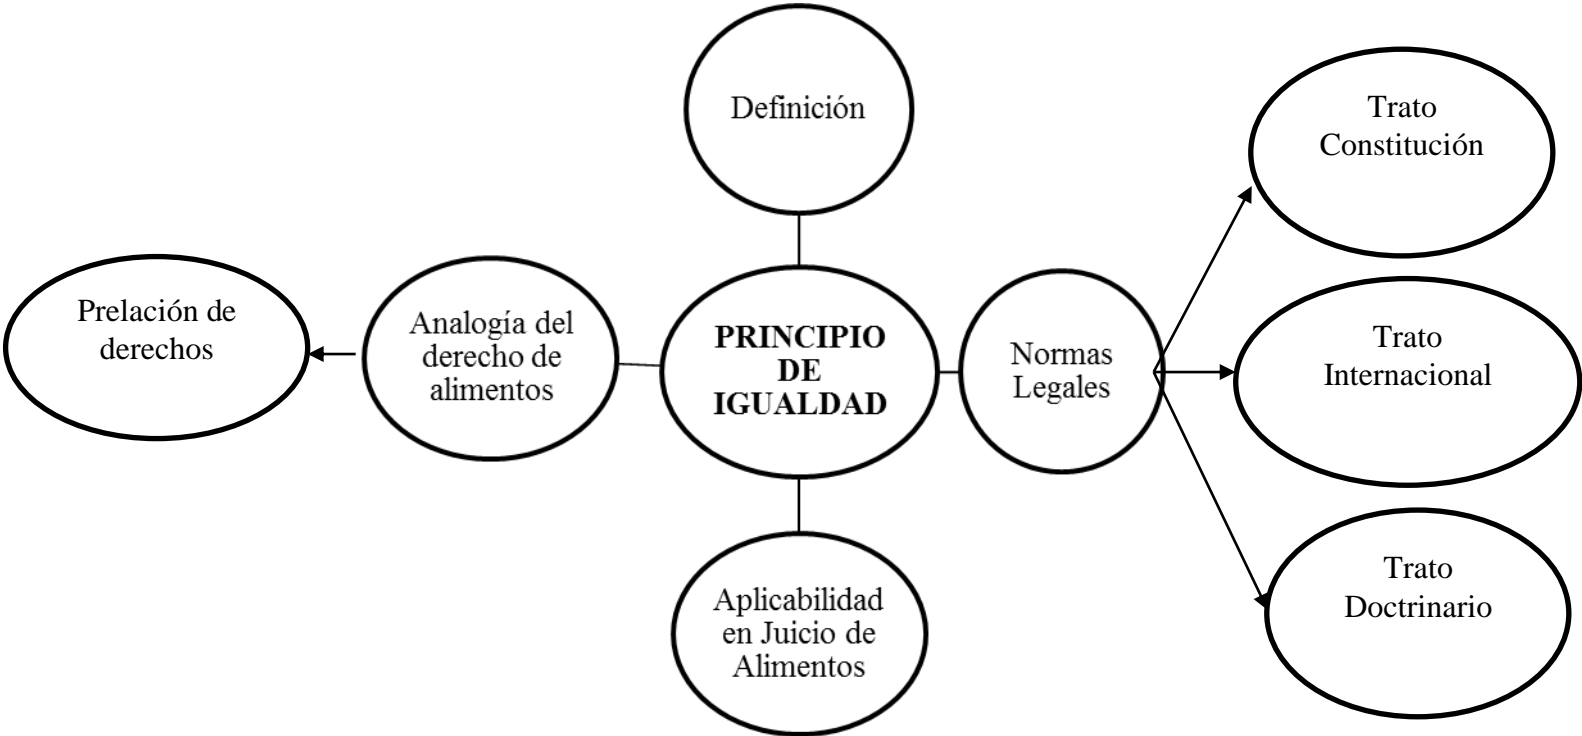 Definición
Trato
Constitución
Prelación de
derechos
Analogía del
derecho de
alimentos
PRINCIPIO
DE
IGUALDAD
Normas
Legales
Trato
Internacional
Aplicabilidad
en Juicio de
Alimentos
Trato
Doctrinario